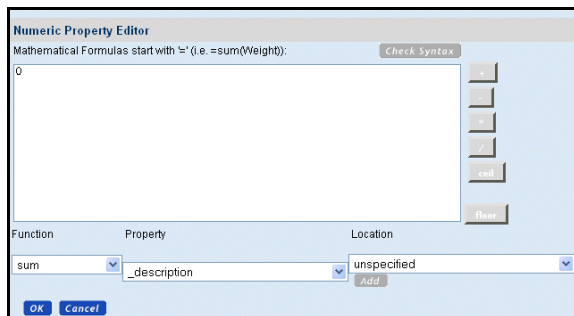 Numeric Property Editor
Mathematical Formulas start with '=' (i.e. =sum(Weight)):
Check Syntax
0
+
-
*
/
ceil
floor
Function
Property
Location
sum
_description
unspecified
Add
OK
Cancel